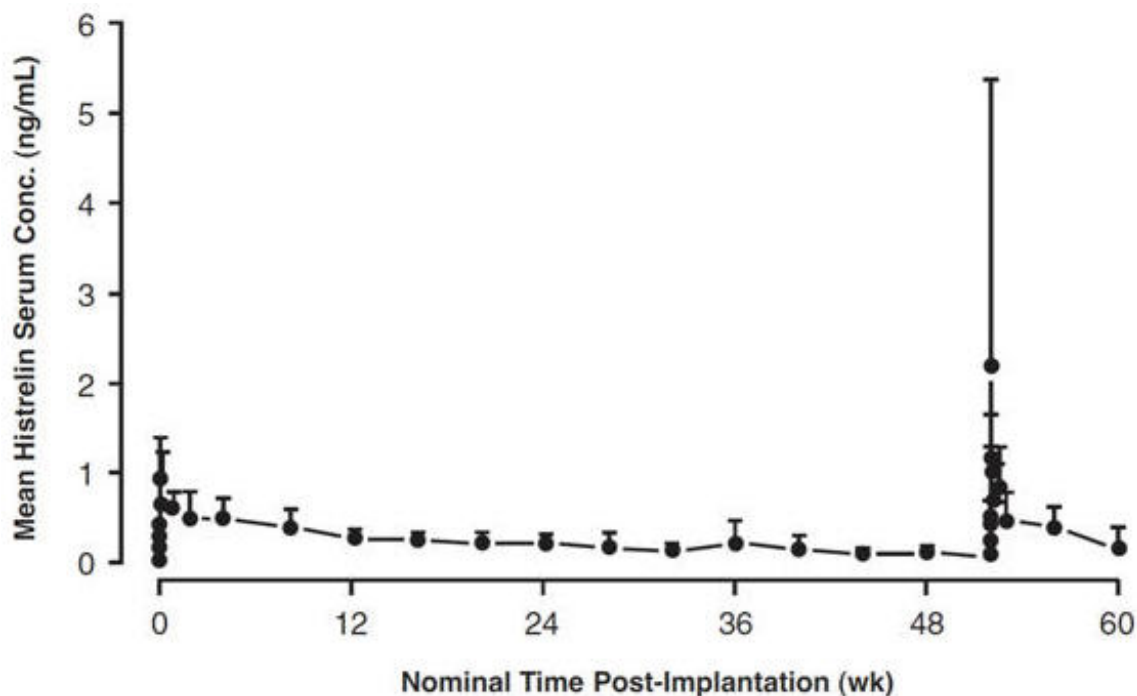 Mean Histrelin Serum Conc. (ng/mL)
6
5
4
3
2
1
0
0 12 24 36 48 60
Nominal Time Post-Implantation (wk)